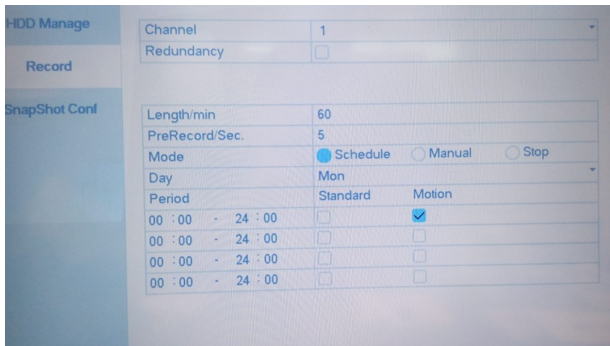 HDD Manage
Record
SnapShot Conf
Channel 1
Redundancy
Length/min 60
PreRecord/Sec. 5
Mode Schedule Manual Stop
Day Mon
Period Standard Motion
00 : 00 - 24 : 00
00 : 00 - 24 : 00
00 : 00 - 24 : 00
00 : 00 - 24 : 00